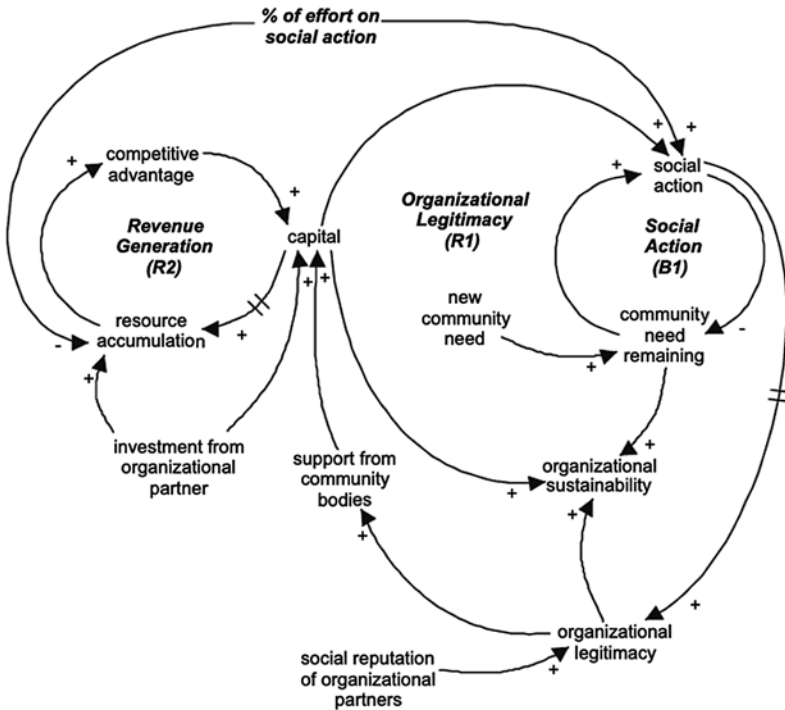 % of effort on
social action
competitive
advantage
+
+
Revenue
Generation
(R2)
capital
resource
accumulation
-
+
+
+
+
investment from
organizational
partner
support from
community
bodies
+
Organizational
Legitimacy
(R1)
+
+
social
action
+
Social
Action
(B1)
new
community
need
+
community
need
remaining
-
+
organizational
sustainability
+
+
+
organizational
legitimacy
social reputation
of organizational
partners
+